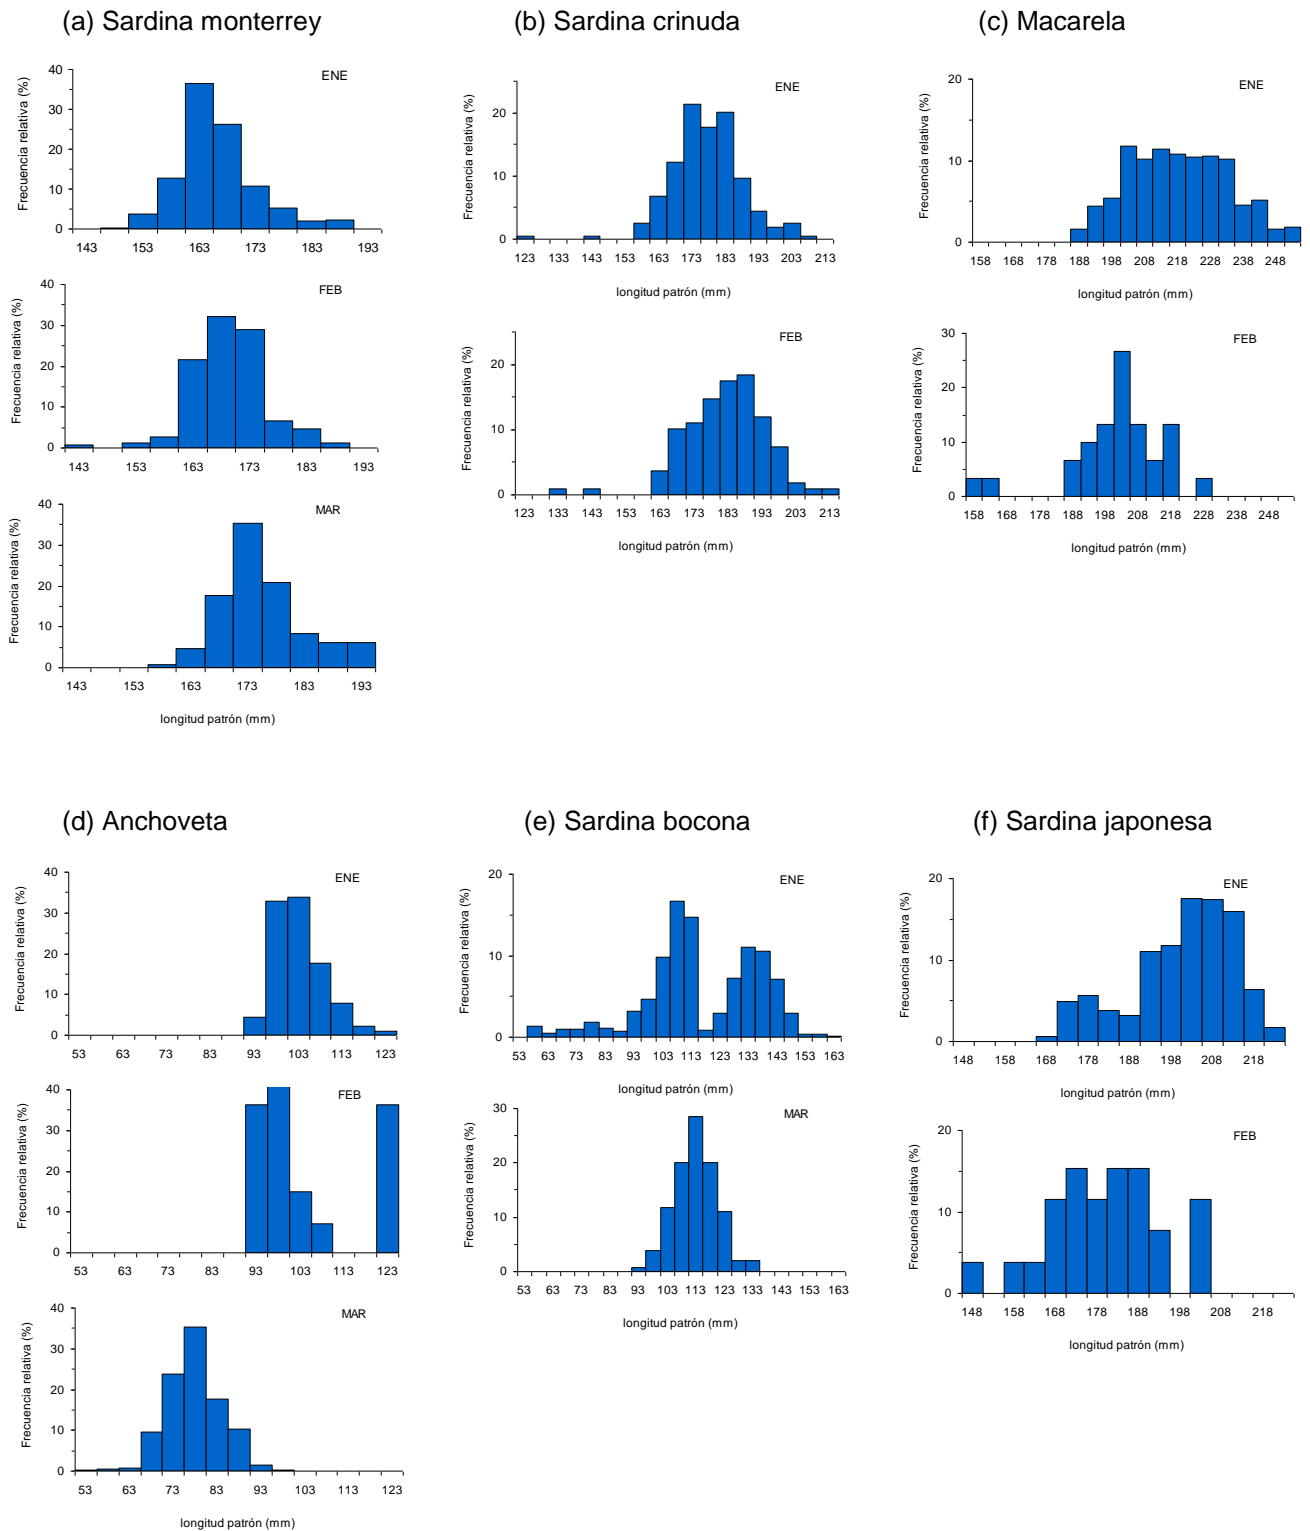 (a) Sardina monterrey
Frecuencia relativa (%)
ENE
40
30
20
10
0
143 153 163 173 183 193
Frecuencia relativa (%)
FEB
40
30
20
10
0
143 153 163 173 183 193
Frecuencia relativa (%)
MAR
40
30
20
10
0
143 153 163 173 183 193
longitud patrón (mm)
(b) Sardina crinuda
Frecuencia relativa (%)
ENE
20
10
0
123 133 143 153 163 173 183 193 203 213
longitud patrón (mm)
Frecuencia relativa (%)
FEB
20
10
0
123 133 143 153 163 173 183 193 203 213
longitud patrón (mm)
(c) Macarela
Frecuencia relativa (%)
ENE
20
10
0
158 168 178 188 198 208 218 228 238 248
longitud patrón (mm)
Frecuencia relativa (%)
FEB
30
20
10
0
158 168 178 188 198 208 218 228 238 248
longitud patrón (mm)
(d) Anchoveta
Frecuencia relativa (%)
ENE
40
30
20
10
0
53 63 73 83 93 103 113 123
Frecuencia relativa (%)
FEB
40
30
20
10
0
53 63 73 83 93 103 113 123
Frecuencia relativa (%)
MAR
40
30
20
10
0
53 63 73 83 93 103 113 123
longitud patrón (mm)
(e) Sardina bocona
Frecuencia relativa (%)
ENE
20
10
0
53 63 73 83 93 103 113 123 133 143 153 163
longitud patrón (mm)
Frecuencia relativa (%)
MAR
30
20
10
0
53 63 73 83 93 103 113 123 133 143 153 163
longitud patrón (mm)
(f) Sardina japonesa
Frecuencia relativa (%)
ENE
20
10
0
148 158 168 178 188 198 208 218
longitud patrón (mm)
Frecuencia relativa (%)
FEB
20
10
0
148 158 168 178 188 198 208 218
longitud patrón (mm)